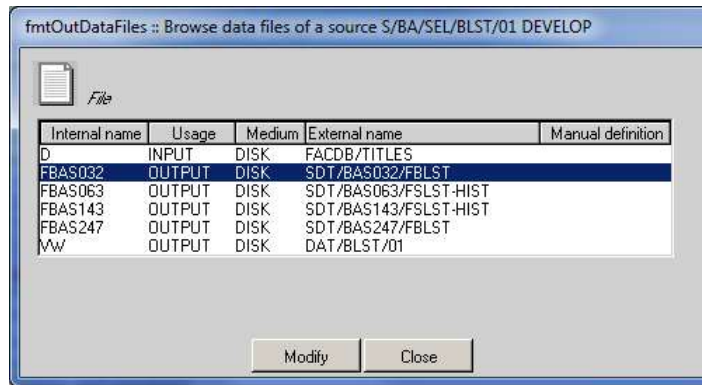 fmtOutDataFiles :: Browse data files of a source S/BA/SEL/BLST/01 DEVELOP
File
Internal name Usage Medium External name Manual definition
D INPUT DISK FACDB/TITLES
FBAS032 OUTPUT DISK SDT/BAS032/FBLST
FBAS063 OUTPUT DISK SDT/BAS063/FSLST-HIST
FBAS143 OUTPUT DISK SDT/BAS143/FSLST-HIST
FBAS247 OUTPUT DISK SDT/BAS247/FBLST
VW OUTPUT DISK DAT/BLST/01
Modify Close